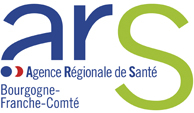 ars
Agence Régionale de Santé
Bourgogne-
Franche-Comté